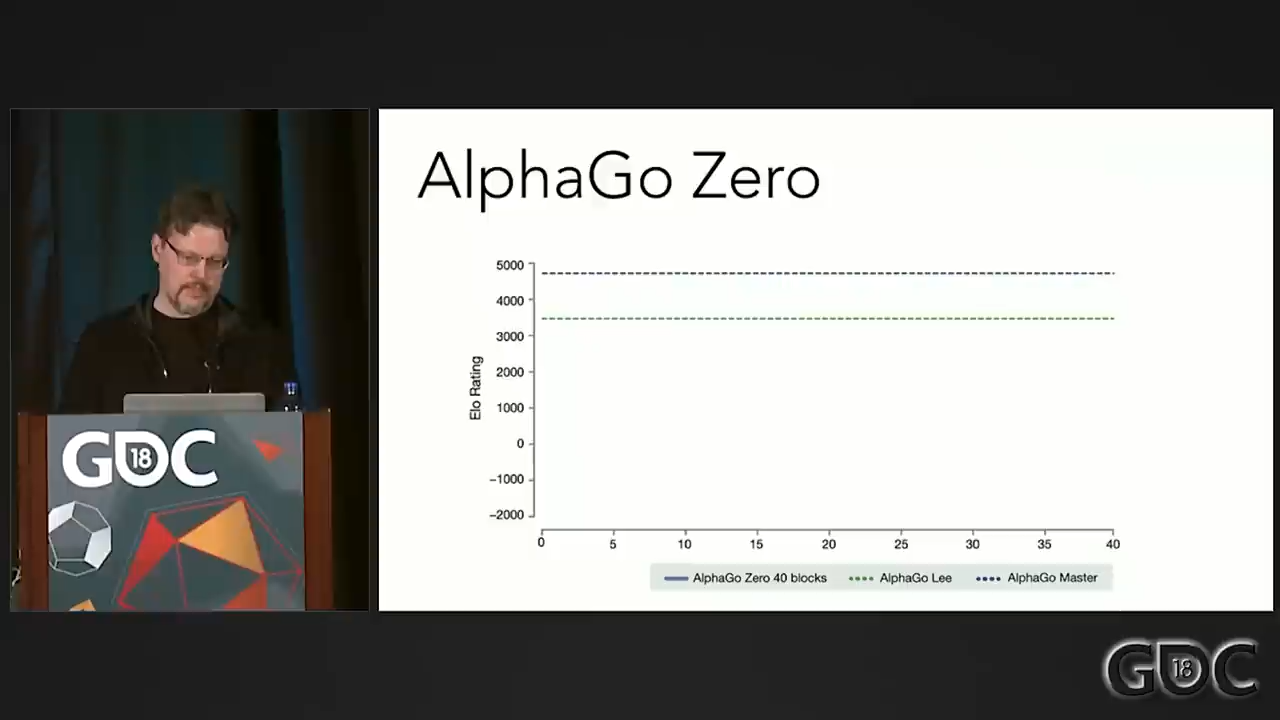 AlphaGo Zero
5000
4000
3000
2000
1000
0
−1000
−2000
Elo Rating
0 5 10 15 20 25 30 35 40
AlphaGo Zero 40 blocks AlphaGo Lee AlphaGo Master
GDC 18
GDC 18